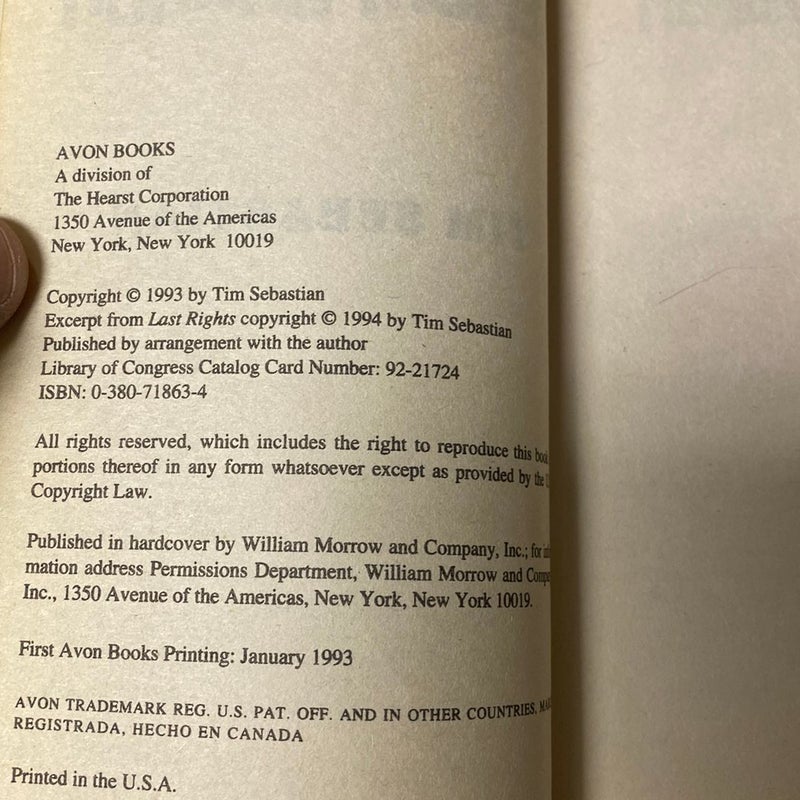 AVON BOOKS
A division of
The Hearst Corporation
1350 Avenue of the Americas
New York, New York 10019
Copyright © 1993 by Tim Sebastian
Excerpt from Last Rights copyright © 1994 by Tim Sebastian
Published by arrangement with the author
Library of Congress Catalog Card Number: 92-21724
ISBN: 0-380-71863-4
All rights reserved, which includes the right to reproduce this book
portions thereof in any form whatsoever except as provided by the
Copyright Law.
Published in hardcover by William Morrow and Company, Inc.; for
mation address Permissions Department, William Morrow and
Inc., 1350 Avenue of the Americas, New York, New York 10019.
First Avon Books Printing: January 1993
AVON TRADEMARK REG. U.S. PAT. OFF. AND IN OTHER COUNTRIES,
REGISTRADA, HECHO EN CANADA
Printed in the U.S.A.